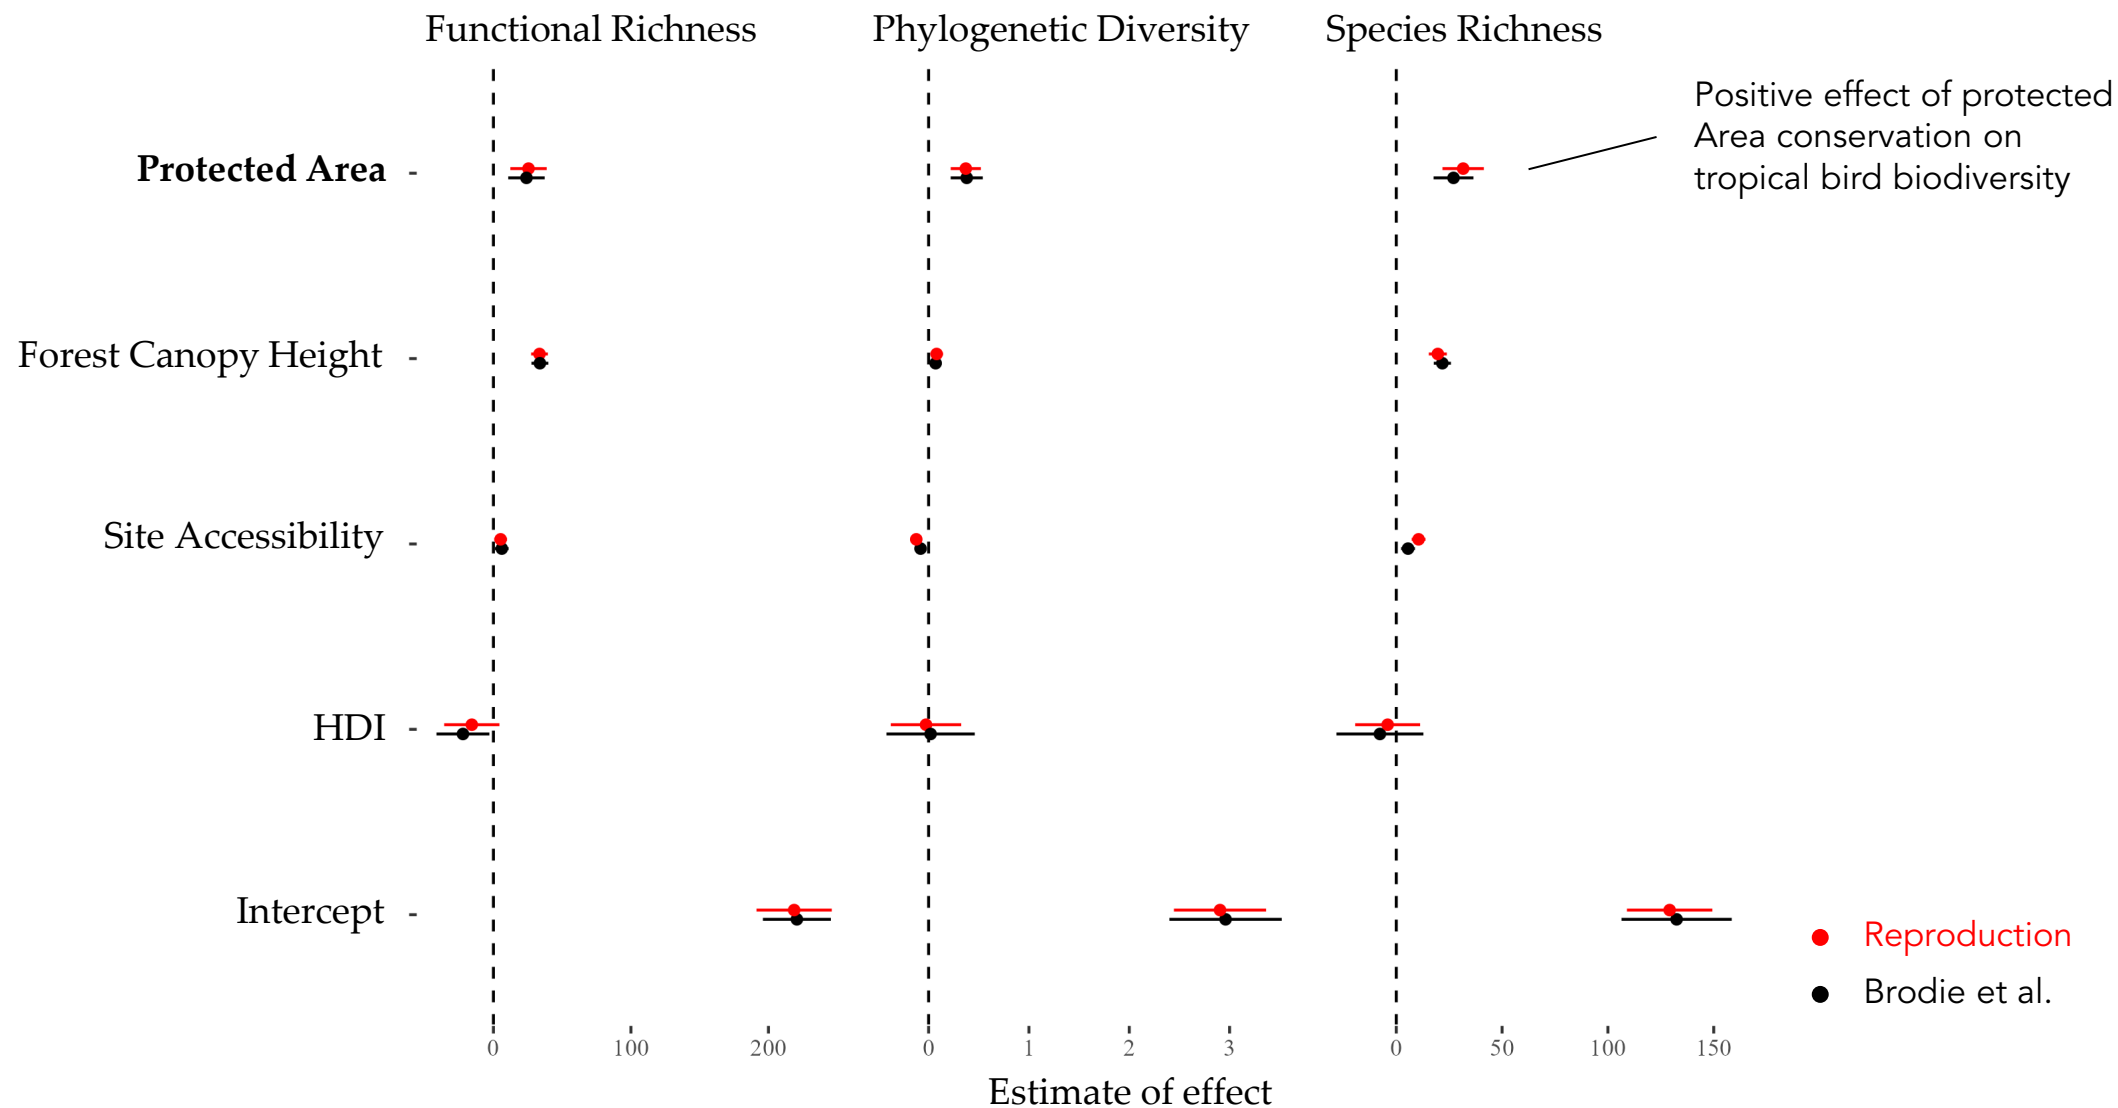 Functional Richness Phylogenetic Diversity Species Richness
Positive effect of protected
Area conservation on
tropical bird biodiversity
Protected Area -
Forest Canopy Height -
Site Accessibility -
HDI -
Intercept -
Reproduction
Brodie et al.
0 100 200 0 1 2 3 0 50 100 150
Estimate of effect